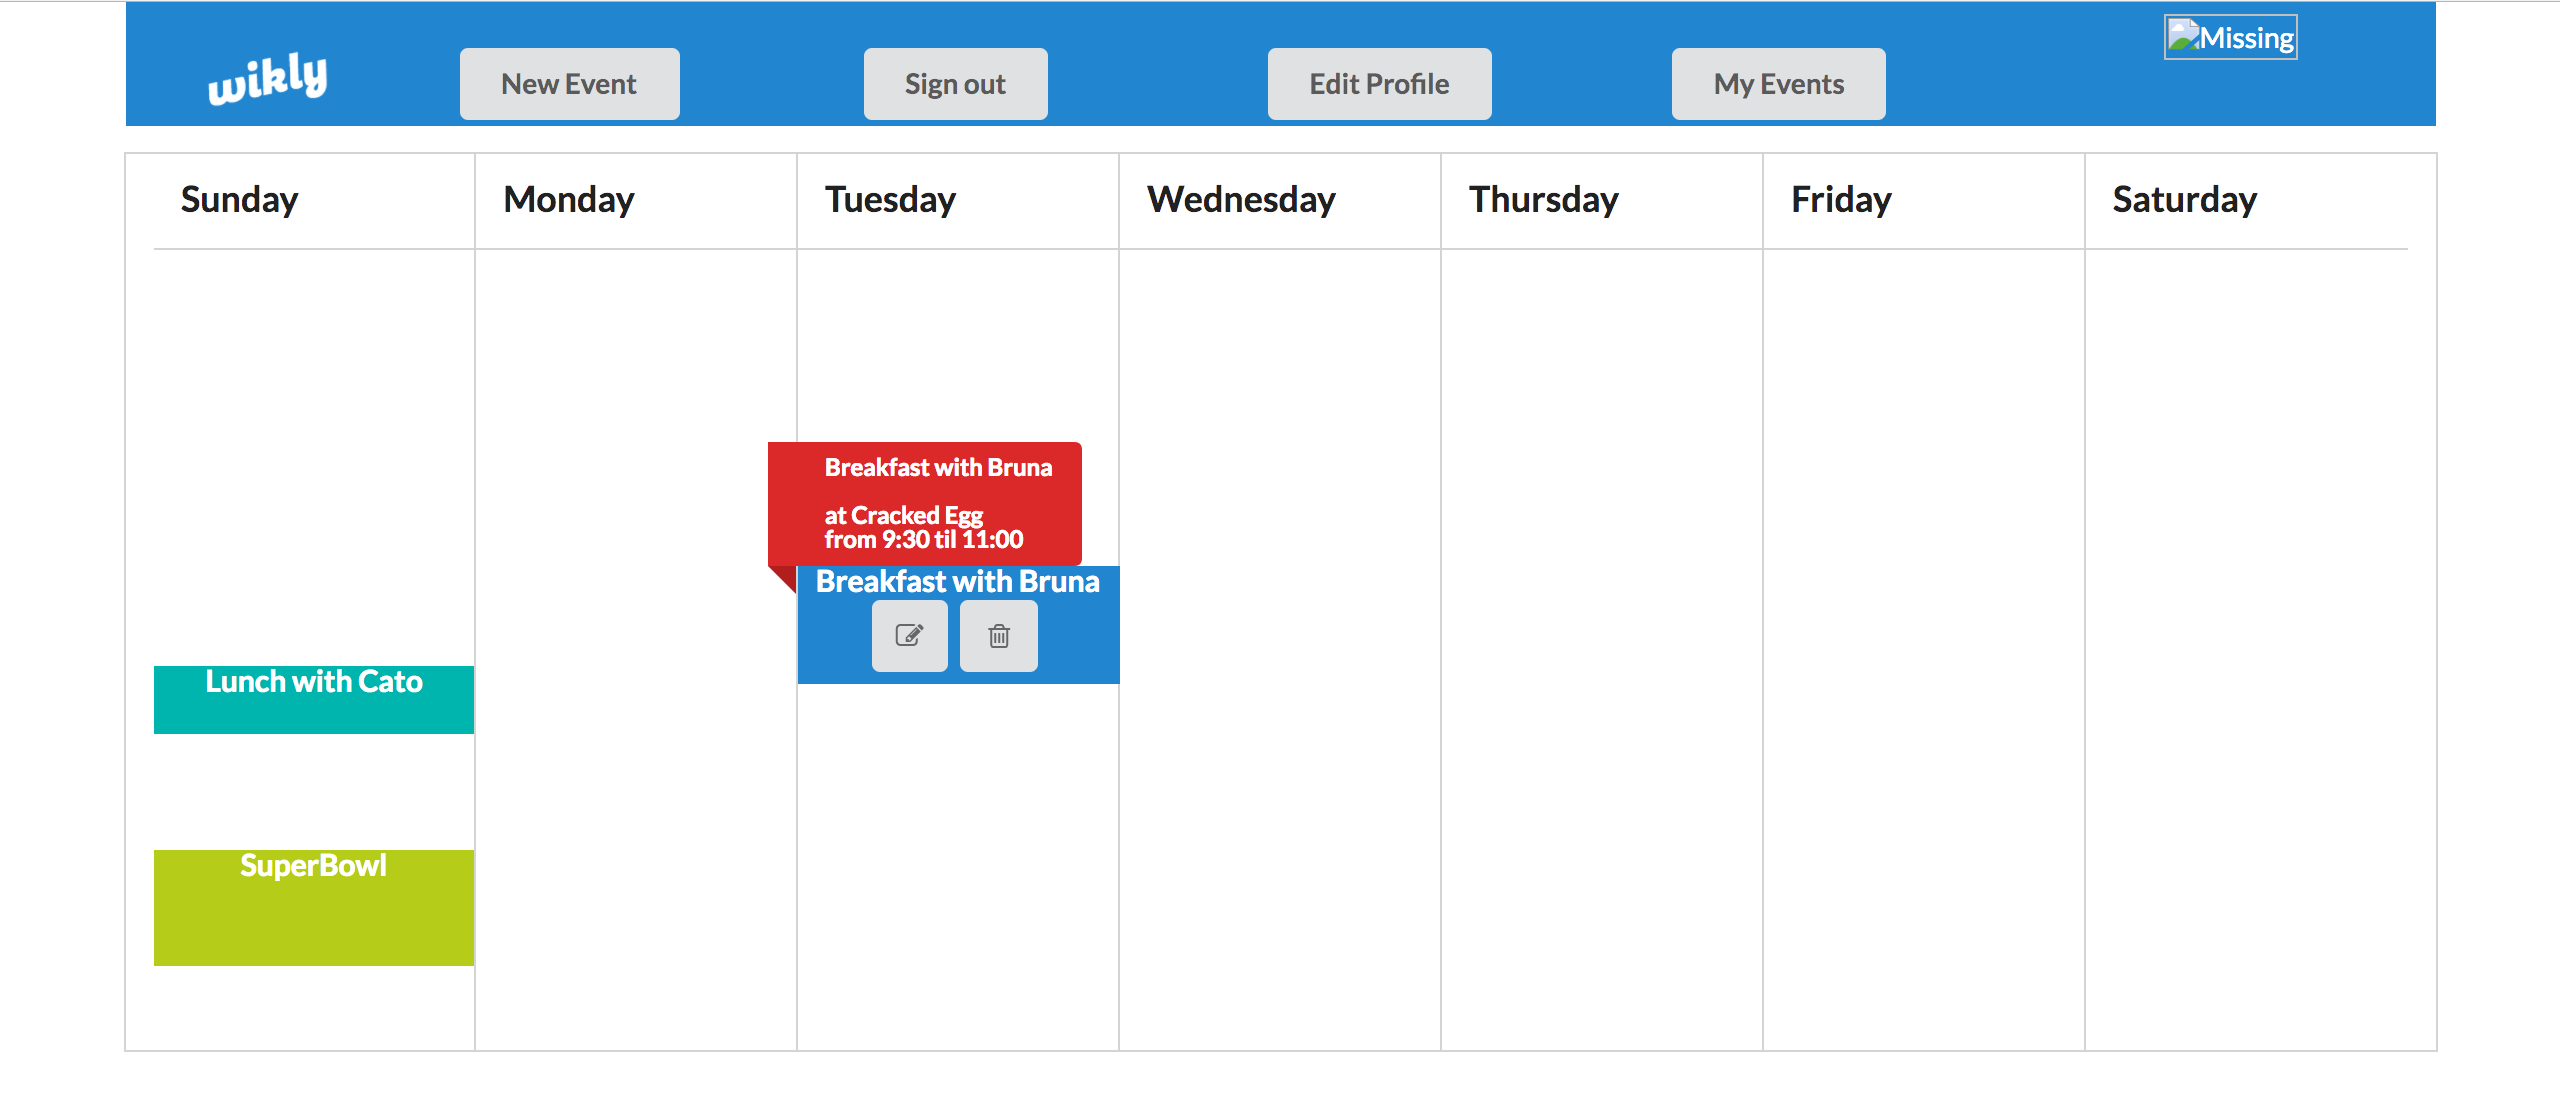 wikly
New Event
Sign out
Edit Profile
My Events
Missing
Sunday
Monday
Tuesday
Wednesday
Thursday
Friday
Saturday
Breakfast with Bruna
at Cracked Egg
from 9:30 til 11:00
Breakfast with Bruna
Lunch with Cato
SuperBowl